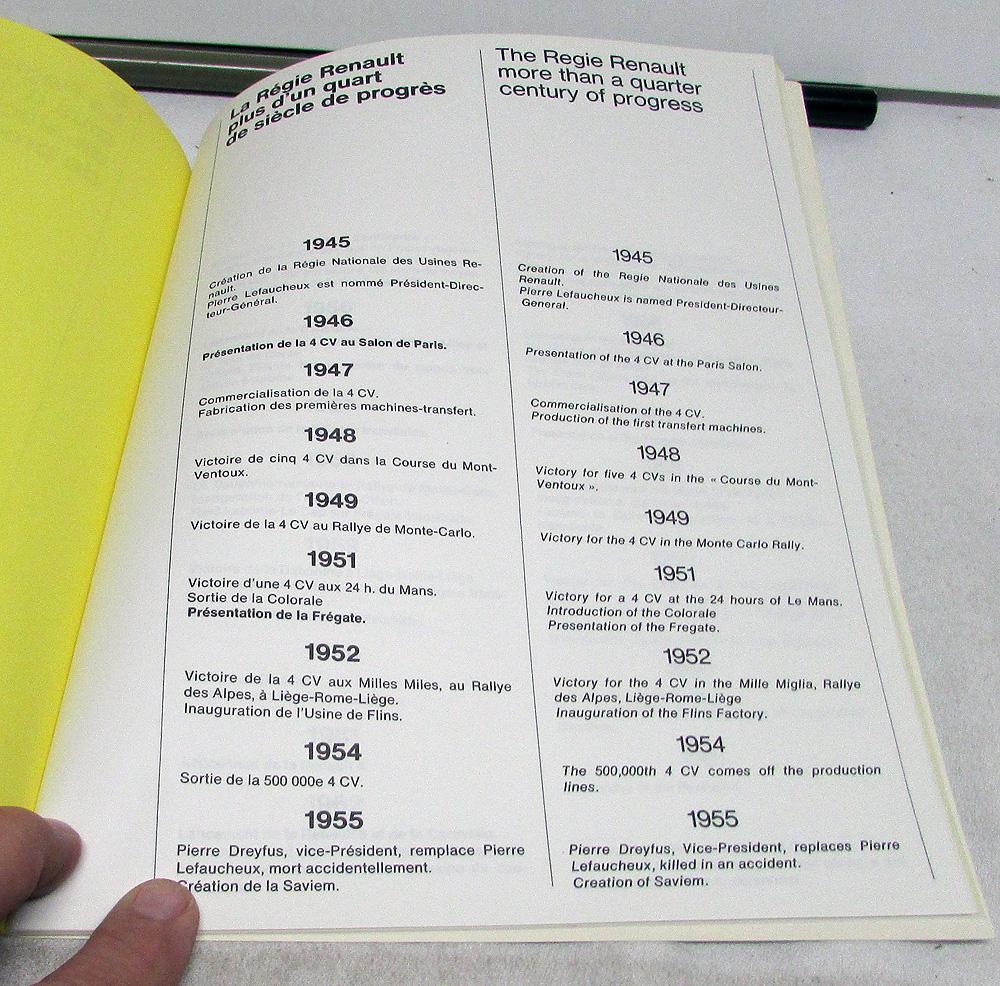 La Régie Renault
plus d'un quart
de siècle de progrès
1945
Création de la Régie Nationale des Usines Re-
nault.
Pierre Lefaucheux est nommé Président-Direc-
teur-Général.
1946
Présentation de la 4 CV au Salon de Paris.
1947
Commercialisation de la 4 CV.
Fabrication des premières machines-transfert.
1948
Victoire de cinq 4 CV dans la Course du Mont-
Ventoux.
1949
Victoire de la 4 CV au Rallye de Monte-Carlo.
1951
Victoire d'une 4 CV aux 24 h. du Mans.
Sortie de la Colorale
Présentation de la Frégate.
1952
Victoire de la 4 CV aux Milles Miles, au Rallye
des Alpes, à Liège-Rome-Liège.
Inauguration de l'Usine de Flins.
1954
Sortie de la 500 000e 4 CV.
1955
Pierre Dreyfus, vice-Président, remplace Pierre
Lefaucheux, mort accidentellement.
Création de la Saviem.
The Regie Renault
more than a quarter
century of progress
1945
Creation of the Regie Nationale des Usines
Renault.
Pierre Lefaucheux is named President-Directeur-
General.
1946
Presentation of the 4 CV at the Paris Salon.
1947
Commercialisation of the 4 CV.
Production of the first transfert machines.
1948
Victory for five 4 CVs in the « Course du Mont-
Ventoux ».
1949
Victory for the 4 CV in the Monte Carlo Rally.
1951
Victory for a 4 CV at the 24 hours of Le Mans.
Introduction of the Colorale
Presentation of the Fregate.
1952
Victory for the 4 CV in the Mille Miglia, Rallye
des Alpes, Liège-Rome-Liège
Inauguration of the Flins Factory.
1954
The 500,000th 4 CV comes off the production
lines.
1955
Pierre Dreyfus, Vice-President, replaces Pierre
Lefaucheux, killed in an accident.
Creation of Saviem.